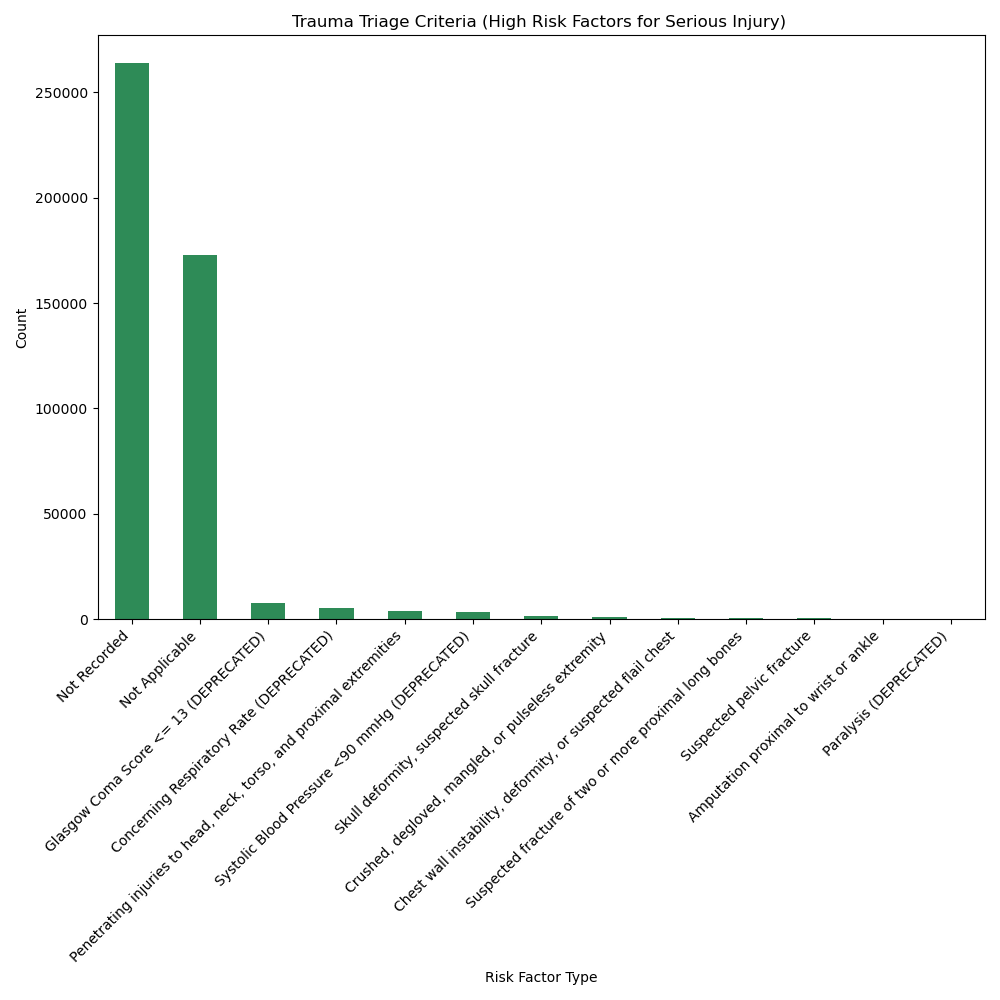 Trauma Triage Criteria (High Risk Factors for Serious Injury)
Count
250000
200000
150000
100000
50000
0
Not Recorded
Not Applicable
Glasgow Coma Score <= 13 (DEPRECATED)
Concerning Respiratory Rate (DEPRECATED)
Penetrating injuries to head, neck, torso, and proximal extremities
Systolic Blood Pressure <90 mmHg (DEPRECATED)
Skull deformity, suspected skull fracture
Crushed, degloved, mangled, or pulseless extremity
Chest wall instability, deformity, or suspected flail chest
Suspected fracture of two or more proximal long bones
Suspected pelvic fracture
Amputation proximal to wrist or ankle
Paralysis (DEPRECATED)
Risk Factor Type